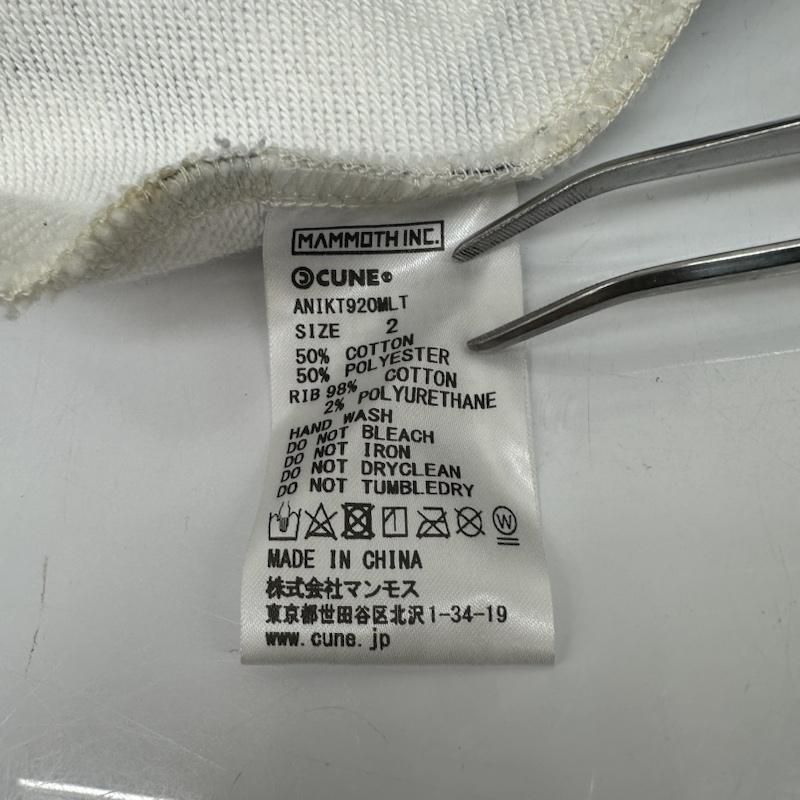 MAMMOTH INC.
CUNE®
ANIKT920MLT
SIZE 2
50% COTTON
50% POLYESTER
RIB 98% COTTON
2% POLYURETHANE
HAND WASH
DO NOT BLEACH
DO NOT IRON
DO NOT DRYCLEAN
DO NOT TUMBLEDRY
W
MADE IN CHINA
株式会社マンモス
東京都世田谷区北沢1-34-19
www.cune.jp